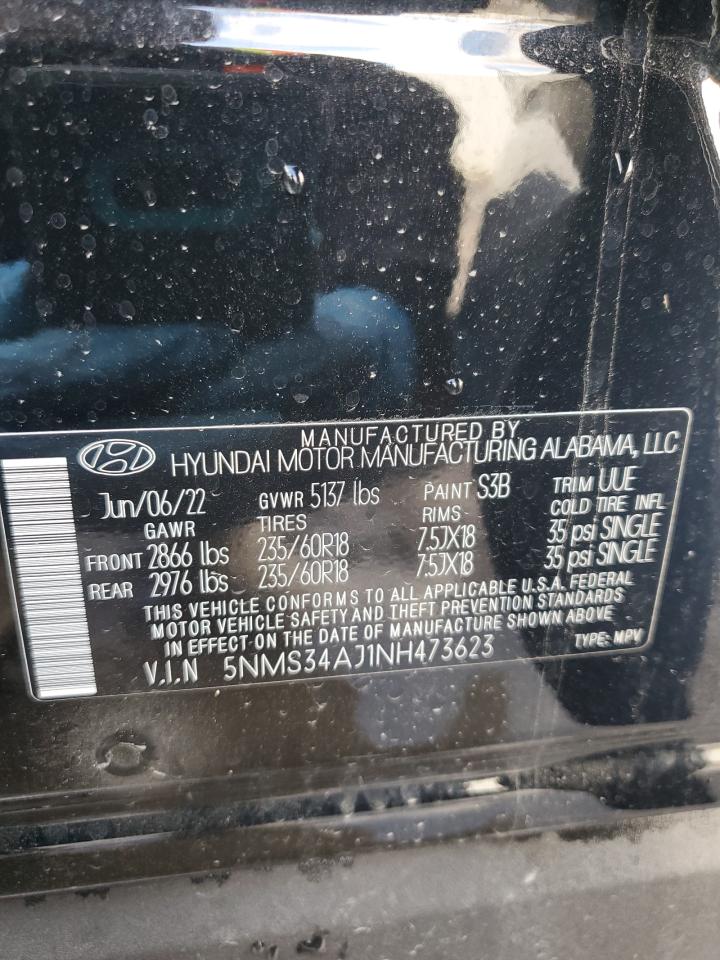 MANUFACTURED BY
HYUNDAI MOTOR MANUFACTURING ALABAMA, LLC
Jun/06/22 GVWR 5137 lbs PAINT S3B TRIM UUE
GAWR TIRES RIMS COLD TIRE INFL
FRONT 2866 lbs 235/60R18 7.5JX18 35 psi SINGLE
REAR 2976 lbs 235/60R18 7.5JX18 35 psi SINGLE
THIS VEHICLE CONFORMS TO ALL APPLICABLE U.S.A. FEDERAL
MOTOR VEHICLE SAFETY AND THEFT PREVENTION STANDARDS
IN EFFECT ON THE DATE OF MANUFACTURE SHOWN ABOVE
V.I.N 5NMS34AJ1NH473623 TYPE: MPV